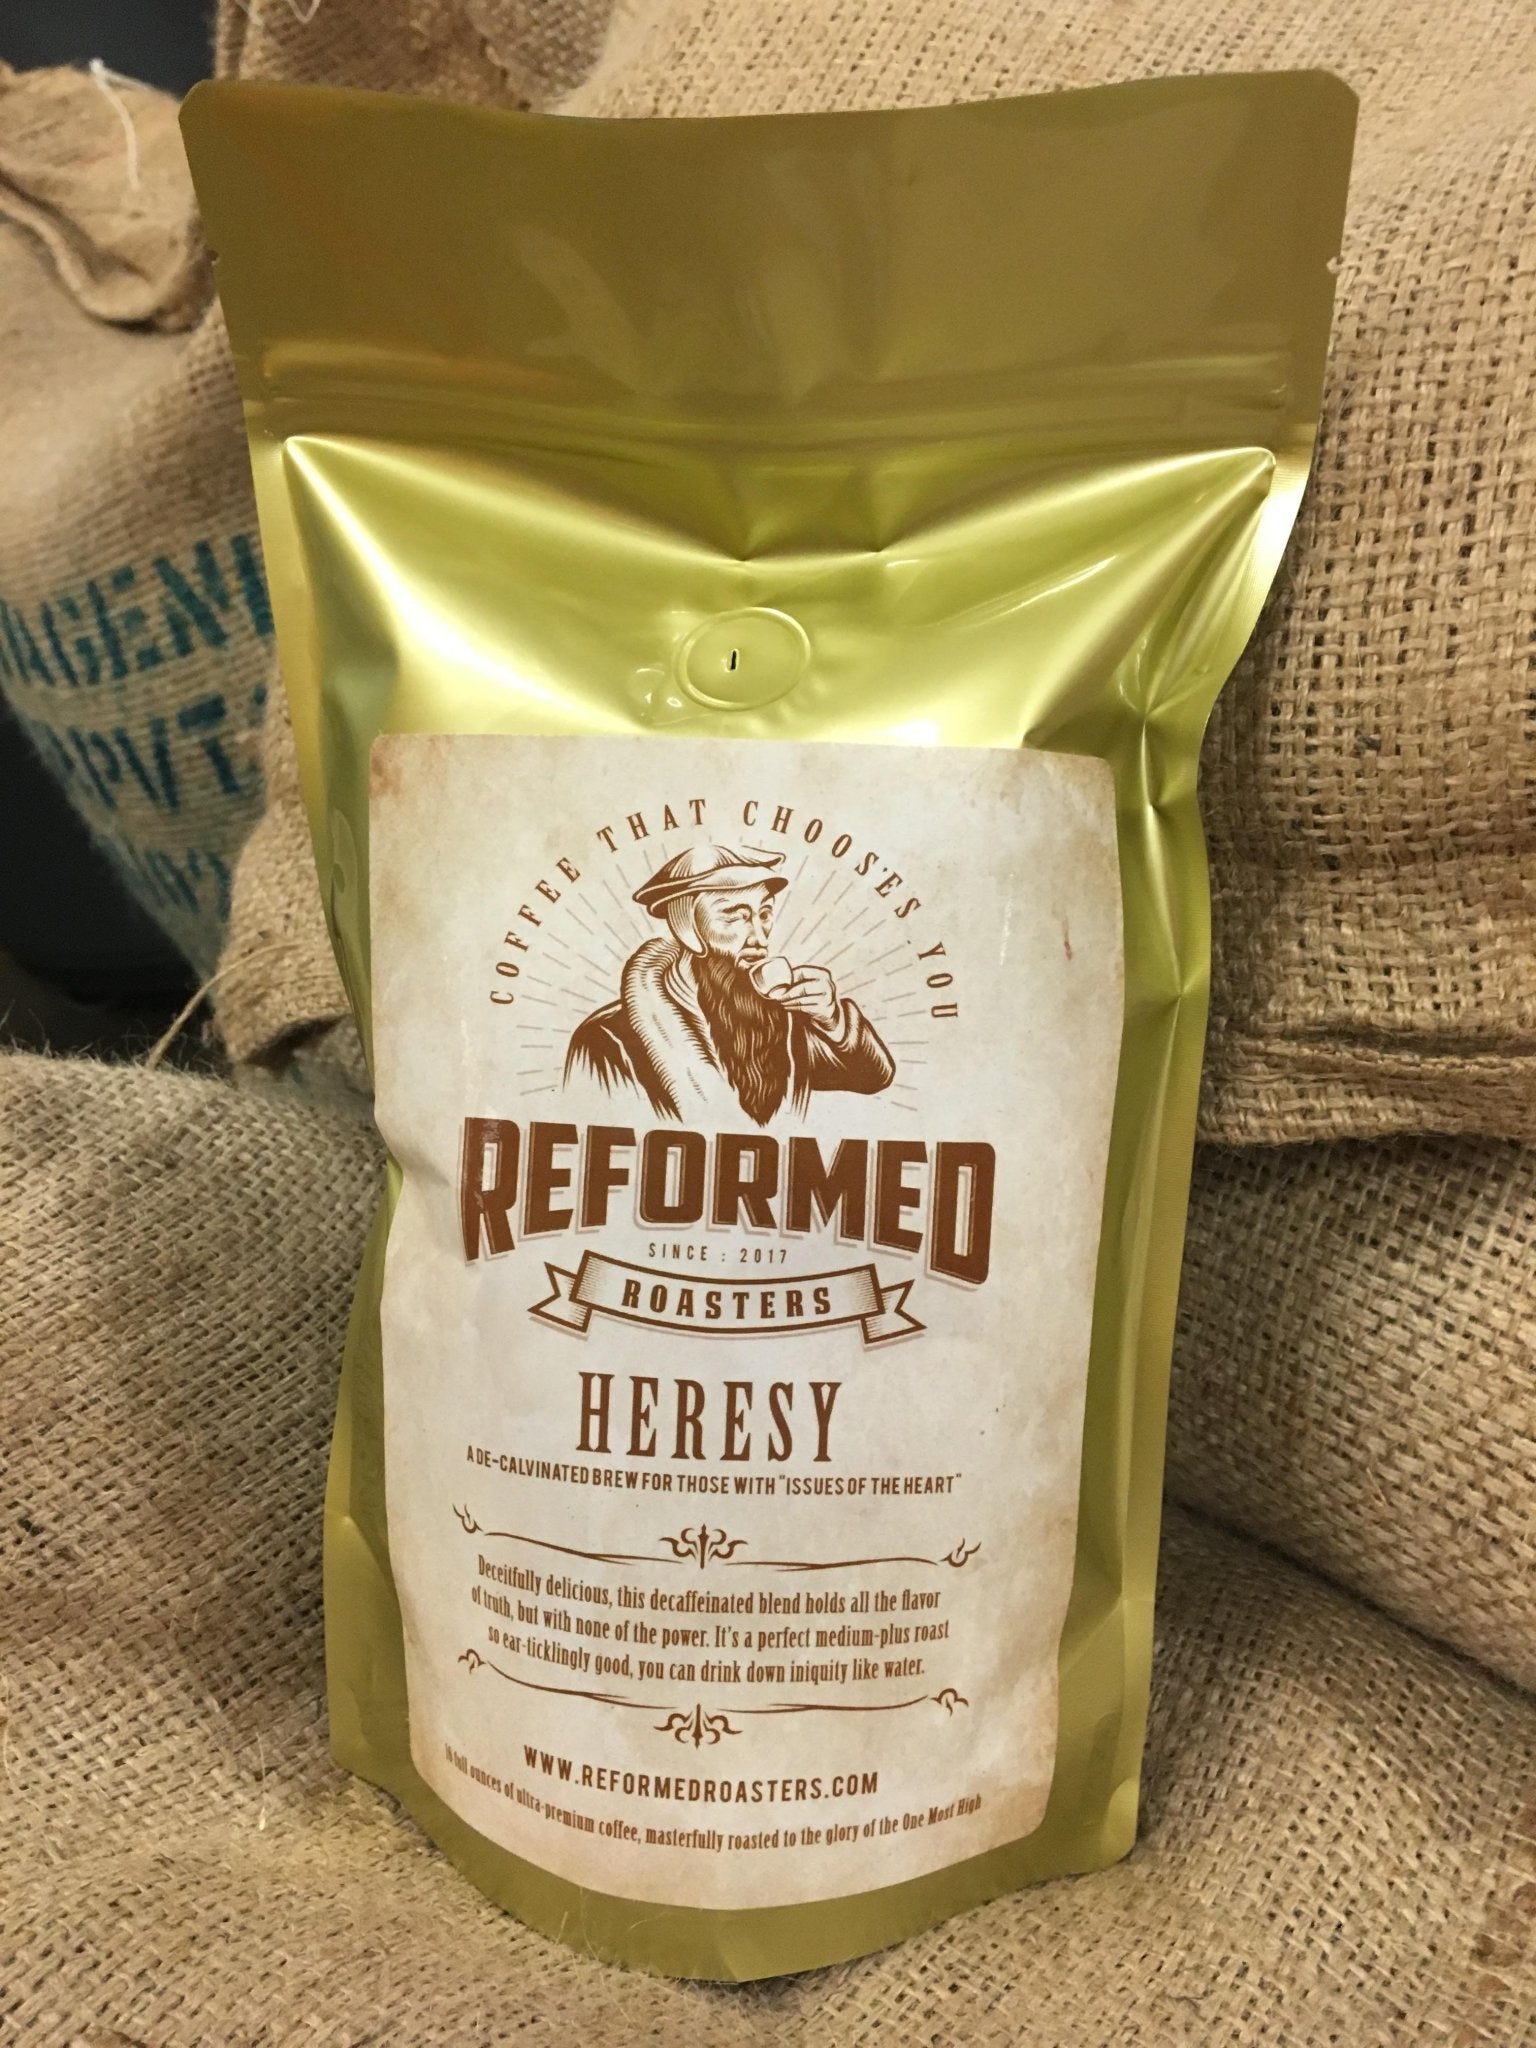 COFFEE THAT CHOOSES YOU
REFORMED
SINCE : 2017
ROASTERS
HERESY
A DE-CALVINATED BREW FOR THOSE WITH "ISSUES OF THE HEART"
Deceitfully delicious, this decaffeinated blend holds all the flavor
of truth, but with none of the power. It's a perfect medium-plus roast
so ear-ticklingly good, you can drink down iniquity like water.
WWW.REFORMEDROASTERS.COM
16 full ounces of ultra-premium coffee, masterfully roasted to the glory of the One Most High